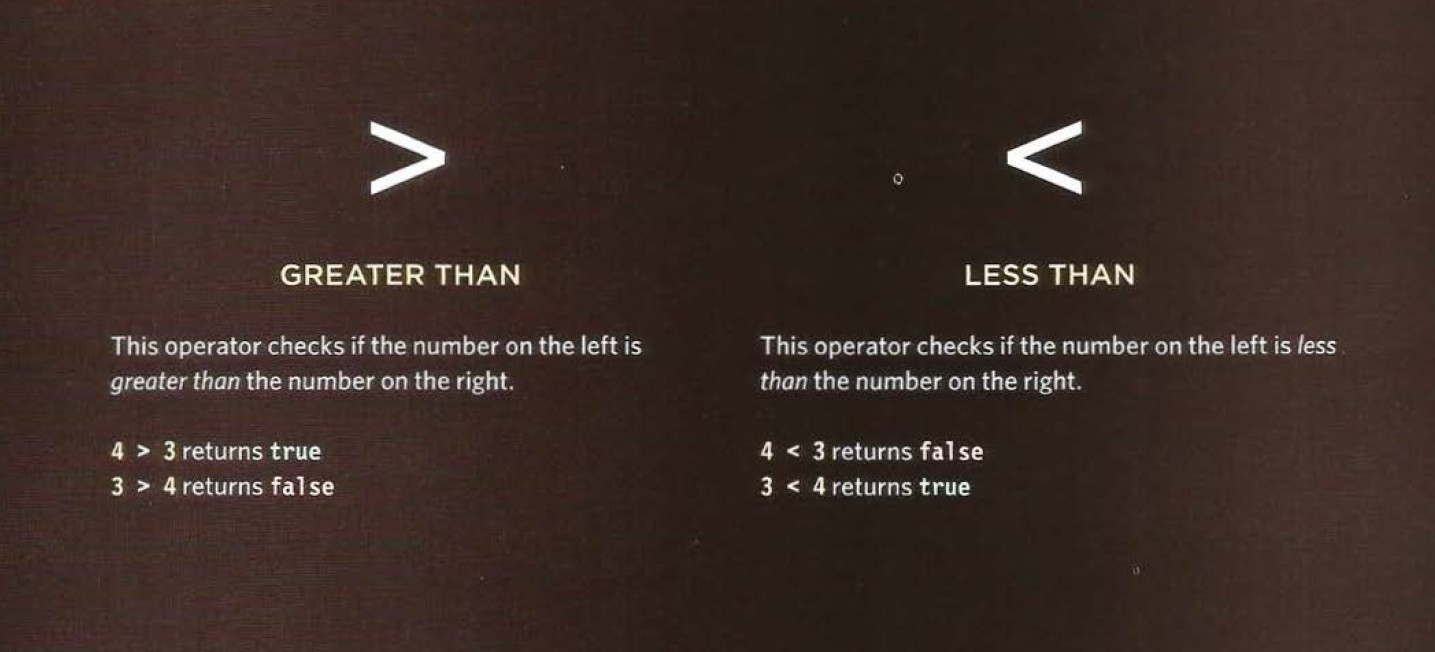 >
GREATER THAN
This operator checks if the number on the left is
greater than the number on the right.
4 > 3 returns true
3 > 4 returns false
<
LESS THAN
This operator checks if the number on the left is less
than the number on the right.
4 < 3 returns false
3 < 4 returns true